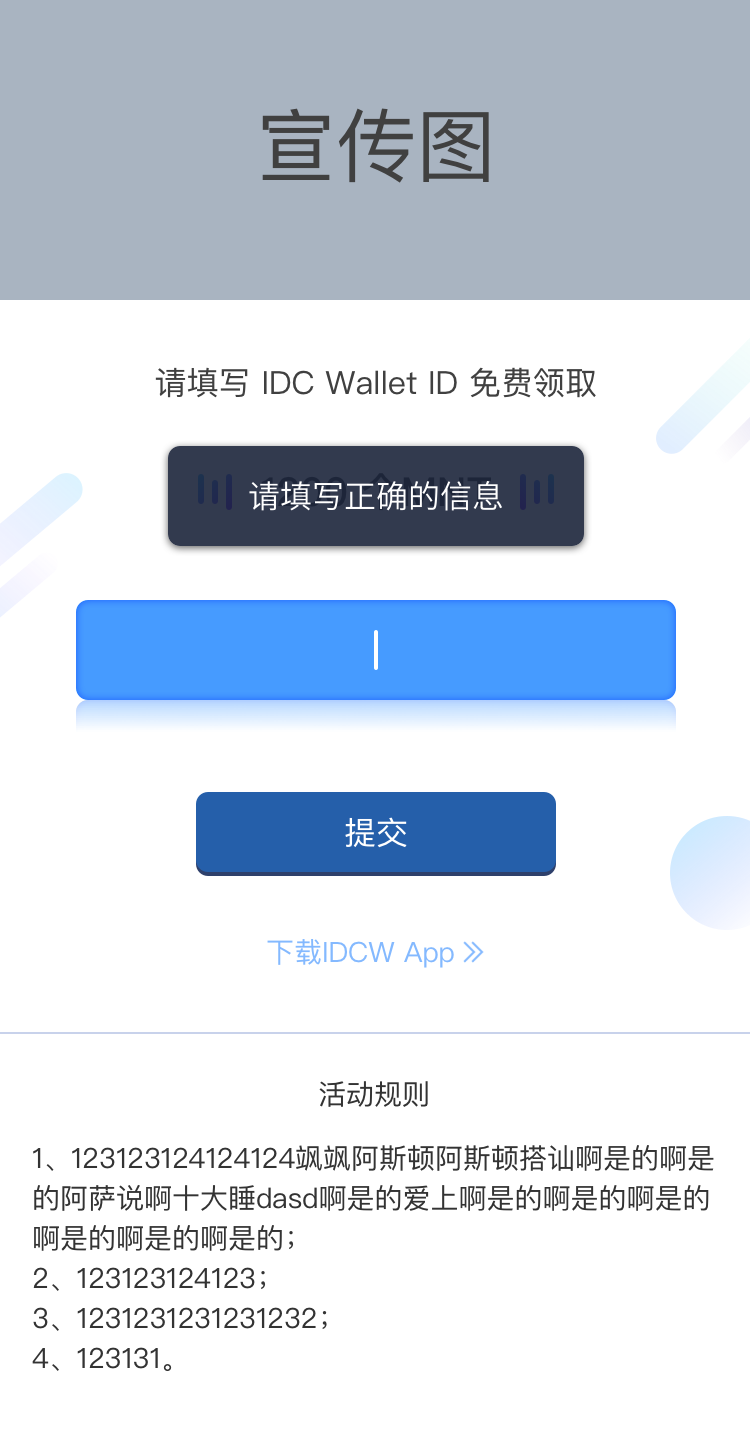 宣传图
请填写 IDC Wallet ID 免费领取
请填写正确的信息
提交
下载IDCW App
活动规则
1、123123124124124飒飒阿斯顿阿斯顿搭讪啊是的啊是
的阿萨说啊十大睡dasd啊是的爱上啊是的啊是的啊是的
啊是的啊是的啊是的；
2、123123124123；
3、1231231231231232；
4、123131。